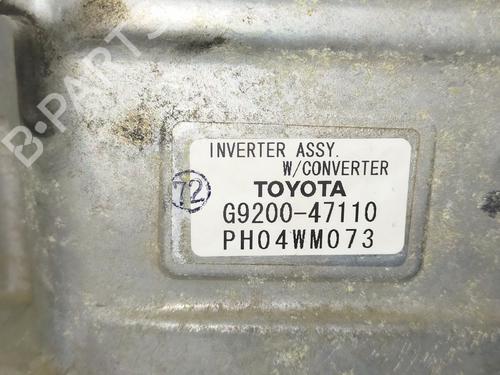 B-PARTS
INVERTER ASSY.
W/CONVERTER
72
TOYOTA
G9200-47110
PH04WM073